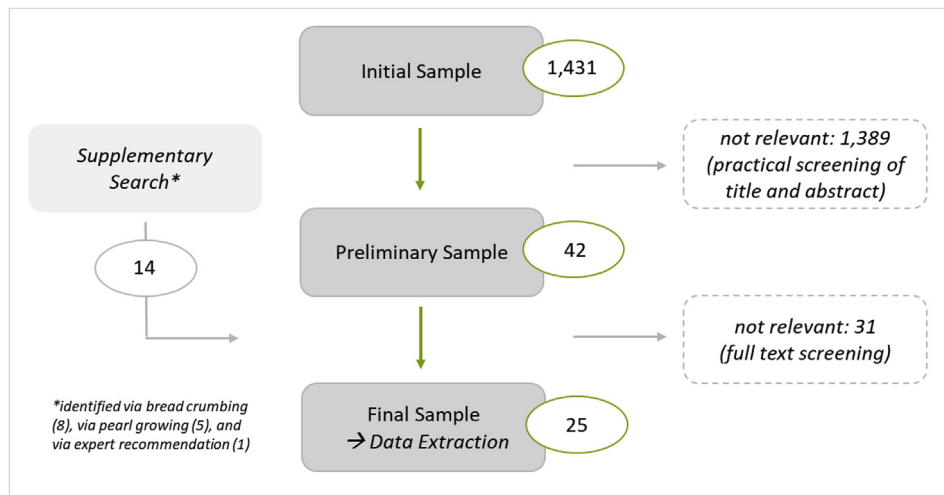 Initial Sample
1,431
not relevant: 1,389
(practical screening of
title and abstract)
Supplementary
Search*
14
Preliminary Sample
42
not relevant: 31
(full text screening)
*identified via bread crumbing
(8), via pearl growing (5), and
via expert recommendation (1)
Final Sample
→ Data Extraction
25